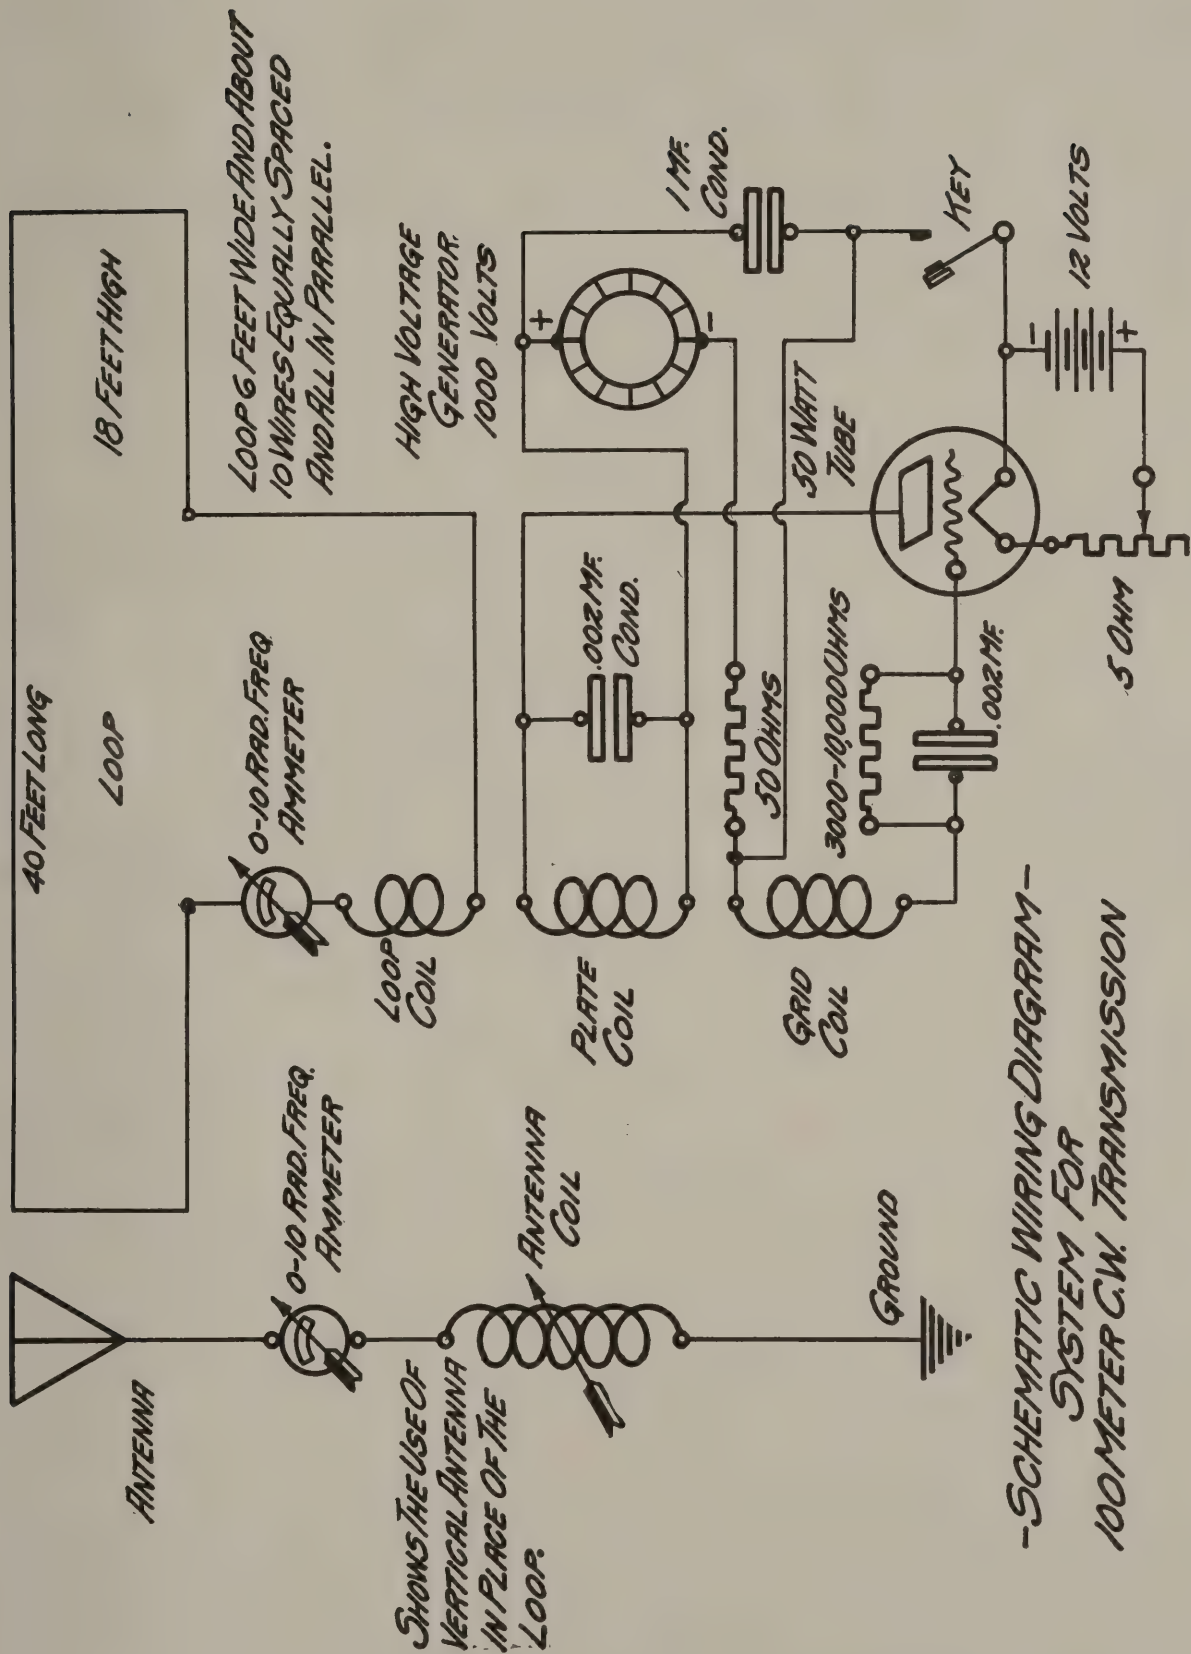 40 FEET LONG
18 FEET HIGH
LOOP
LOOP 6 FEET WIDE AND ABOUT
10 WIRES EQUALLY SPACED
AND ALL IN PARALLEL.
ANTENNA
0-10 RAD. FREQ.
AMMETER
0-10 RAD. FREQ.
AMMETER
SHOWS THE USE OF
VERTICAL ANTENNA
IN PLACE OF THE
LOOP.
ANTENNA
COIL
GROUND
LOOP
COIL
PLATE
COIL
GRID
COIL
.002 MF.
COND.
HIGH VOLTAGE
GENERATOR.
1000 VOLTS
+
-
1 MF.
COND.
50 OHMS
50 WATT
TUBE
3000-10,000 OHMS
.002 MF.
KEY
12 VOLTS
-
+
.5 OHM
-SCHEMATIC WIRING DIAGRAM-
SYSTEM FOR
100 METER C.W. TRANSMISSION